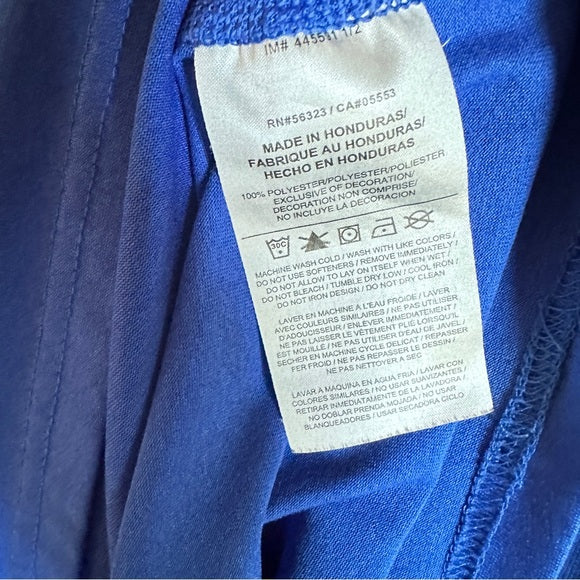 IM# 445511 1/2
RN#56323 / CA#05553
MADE IN HONDURAS/
FABRIQUE AU HONDURAS/
HECHO EN HONDURAS
100% POLYESTER/POLYESTER/POLIESTER
EXCLUSIVE OF DECORATION/
DECORATION NON COMPRISE/
NO INCLUYE LA DECORACION
30C
MACHINE WASH COLD / WASH WITH LIKE COLORS /
DO NOT USE SOFTENERS / REMOVE IMMEDIATELY /
DO NOT ALLOW TO LAY ON ITSELF WHEN WET /
DO NOT BLEACH / TUMBLE DRY LOW / COOL IRON /
DO NOT IRON DESIGN / DO NOT DRY CLEAN
LAVER EN MACHINE A L'EAU FROIDE / LAVER
AVEC COULEURS SIMILAIRES / NE PAS UTILISER
D'ADOUCISSEUR / ENLEVER IMMEDIATEMENT /
NE PAS LAISSER LE VÊTEMENT PLIÉ LORSQU'IL
EST MOUILLÉ / NE PAS UTILISER D'EAU DE JAVEL /
SECHER EN MACHINE CYCLE DELICAT / REPASSER
FER FROID / NE PAS REPASSER LE DESSIN /
NE PAS NETTOYER A SEC
LAVAR A MAQUINA EN AGUA FRIA / LAVAR CON
COLORES SIMILARES / NO USAR SUAVIZANTES /
RETIRAR INMEDIATAMENTE DE LA LAVADORA /
NO DOBLAR PRENDA MOJADA / NO USAR
BLANQUEADORES / USAR SECADORA CICLO